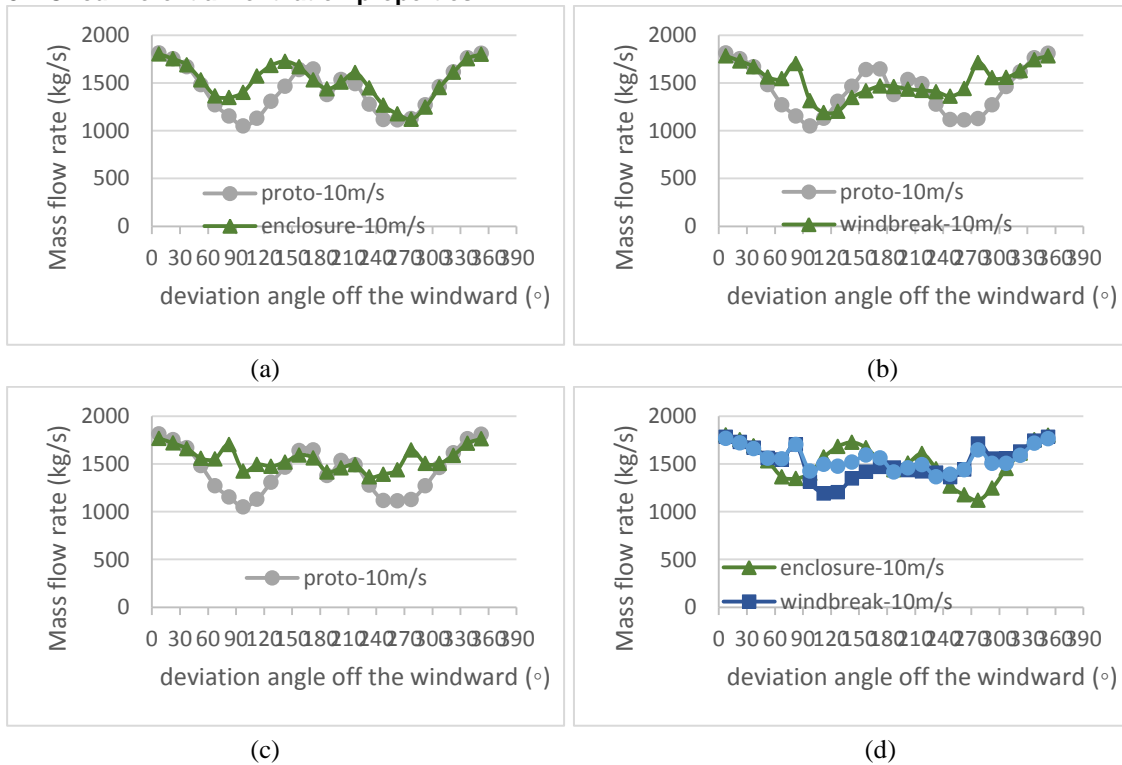 properties
2000
1500
1000
500
0
Mass flow rate (kg/s)
proto-10m/s
enclosure-10m/s
0 30 60 90 120 150 180 210 240 270 300 330 360 390
deviation angle off the windward (°)
(a)
2000
1500
1000
500
0
Mass flow rate (kg/s)
proto-10m/s
windbreak-10m/s
0 30 60 90 120 150 180 210 240 270 300 330 360 390
deviation angle off the windward (°)
(b)
2000
1500
1000
500
0
Mass flow rate (kg/s)
proto-10m/s
0 30 60 90 120 150 180 210 240 270 300 330 360 390
deviation angle off the windward (°)
(c)
2000
1500
1000
500
0
Mass flow rate (kg/s)
enclosure-10m/s
windbreak-10m/s
0 30 60 90 120 150 180 210 240 270 300 330 360 390
deviation angle off the windward (°)
(d)